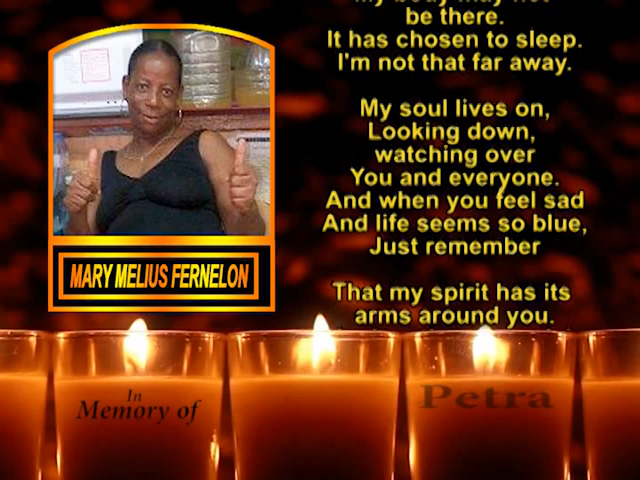 be there.
It has chosen to sleep.
I'm not that far away.
My soul lives on,
Looking down,
watching over
You and everyone.
And when you feel sad
And life seems so blue,
Just remember
That my spirit has its
arms around you.
MARY MELIUS FERNELON
In
Memory of
Petra